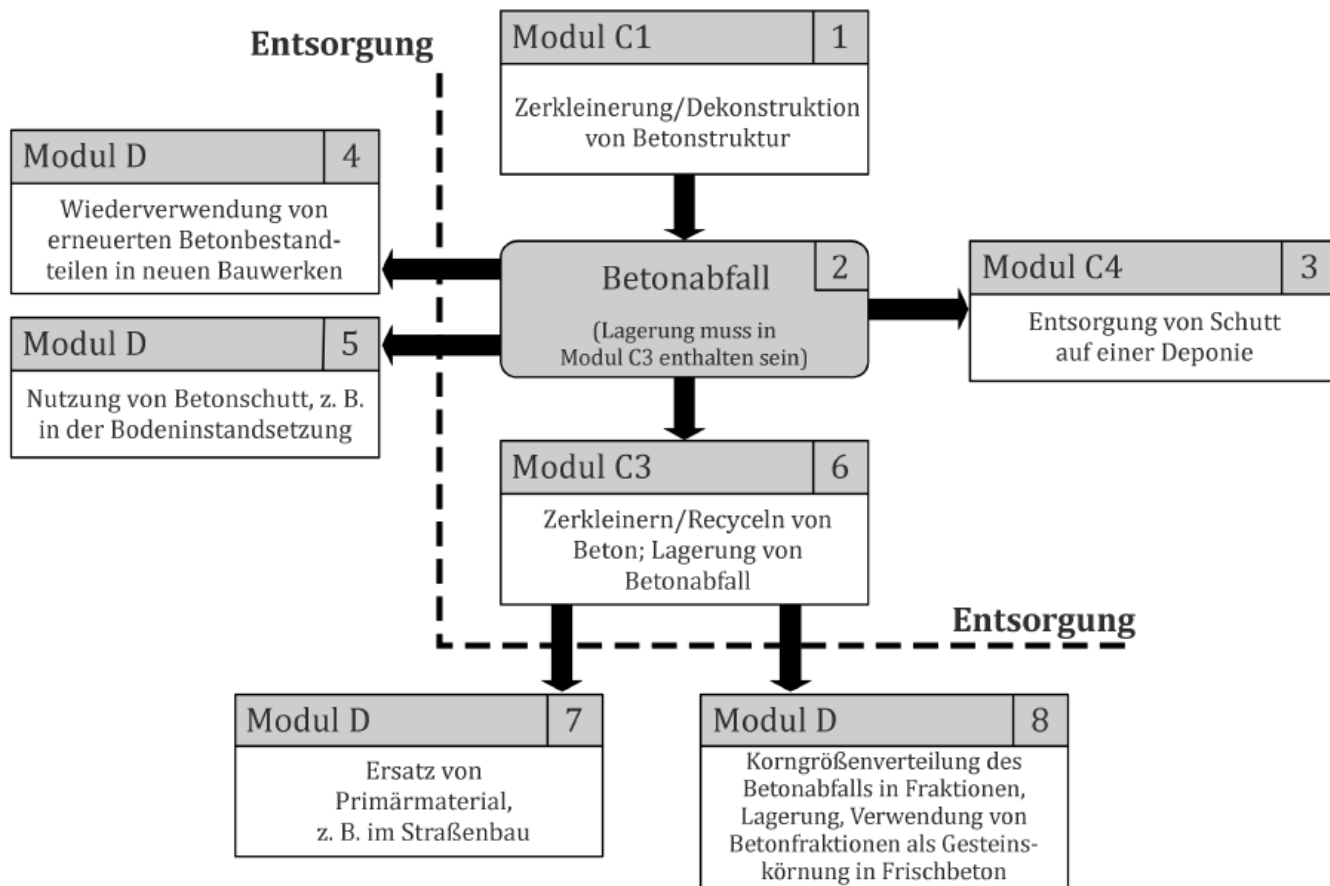 Entsorgung
Modul C1 1
Zerkleinerung/Dekonstruktion
von Betonstruktur
Modul D 4
Wiederverwendung von
erneuerten Betonbestand-
teilen in neuen Bauwerken
Betonabfall 2
(Lagerung muss in
Modul C3 enthalten sein)
Modul C4 3
Entsorgung von Schutt
auf einer Deponie
Modul D 5
Nutzung von Betonschutt, z. B.
in der Bodeninstandsetzung
Modul C3 6
Zerkleinern/Recyceln von
Beton; Lagerung von
Betonabfall
Entsorgung
Modul D 7
Ersatz von
Primärmaterial,
z. B. im Straßenbau
Modul D 8
Korngrößenverteilung des
Betonabfalls in Fraktionen,
Lagerung, Verwendung von
Betonfraktionen als Gesteins-
körnung in Frischbeton